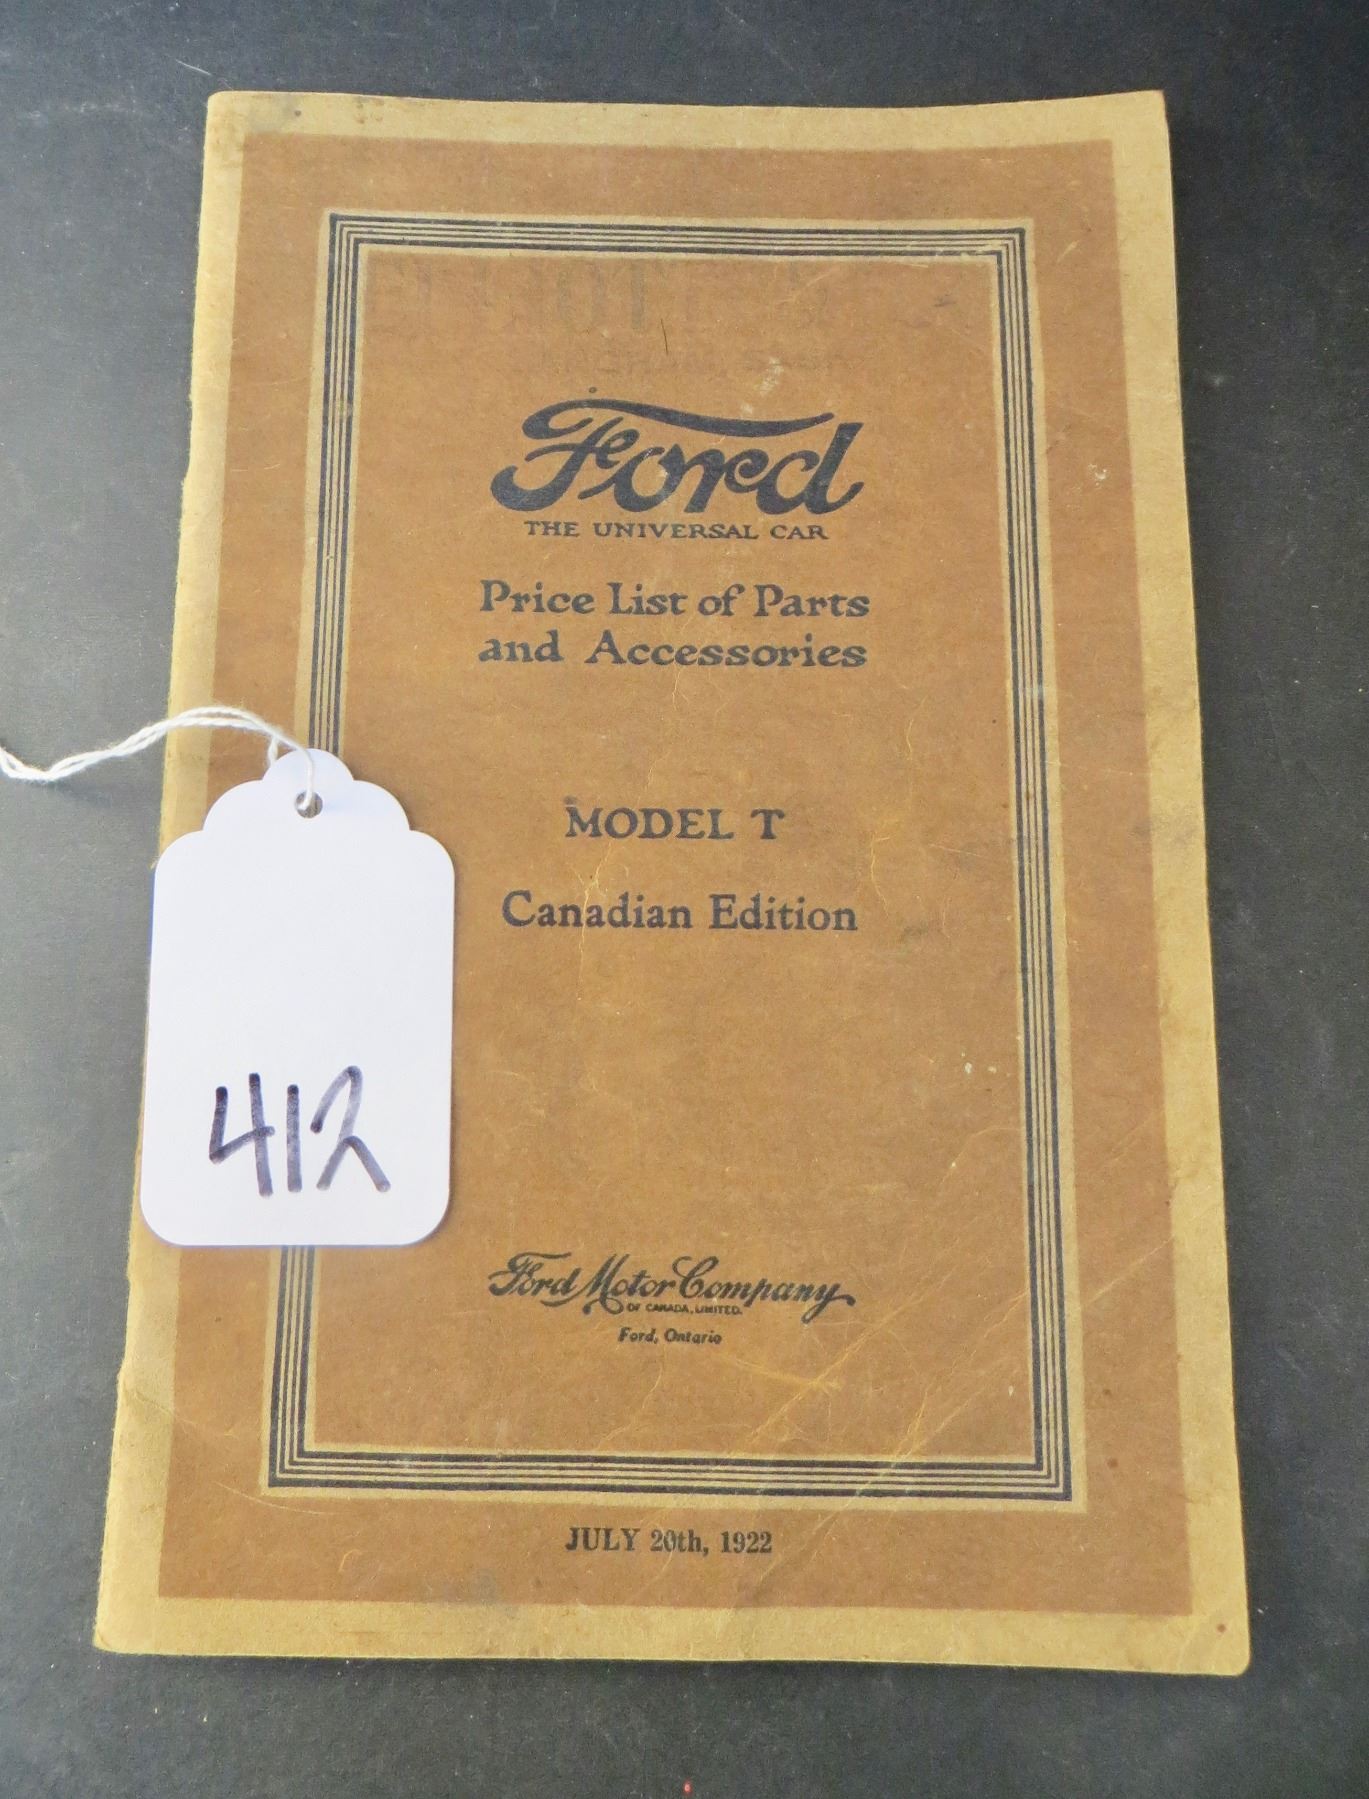 Ford
THE UNIVERSAL CAR
Price List of Parts
and Accessories
MODEL T
Canadian Edition
412
Ford Motor Company
OF CANADA, LIMITED.
Ford, Ontario
JULY 20th, 1922